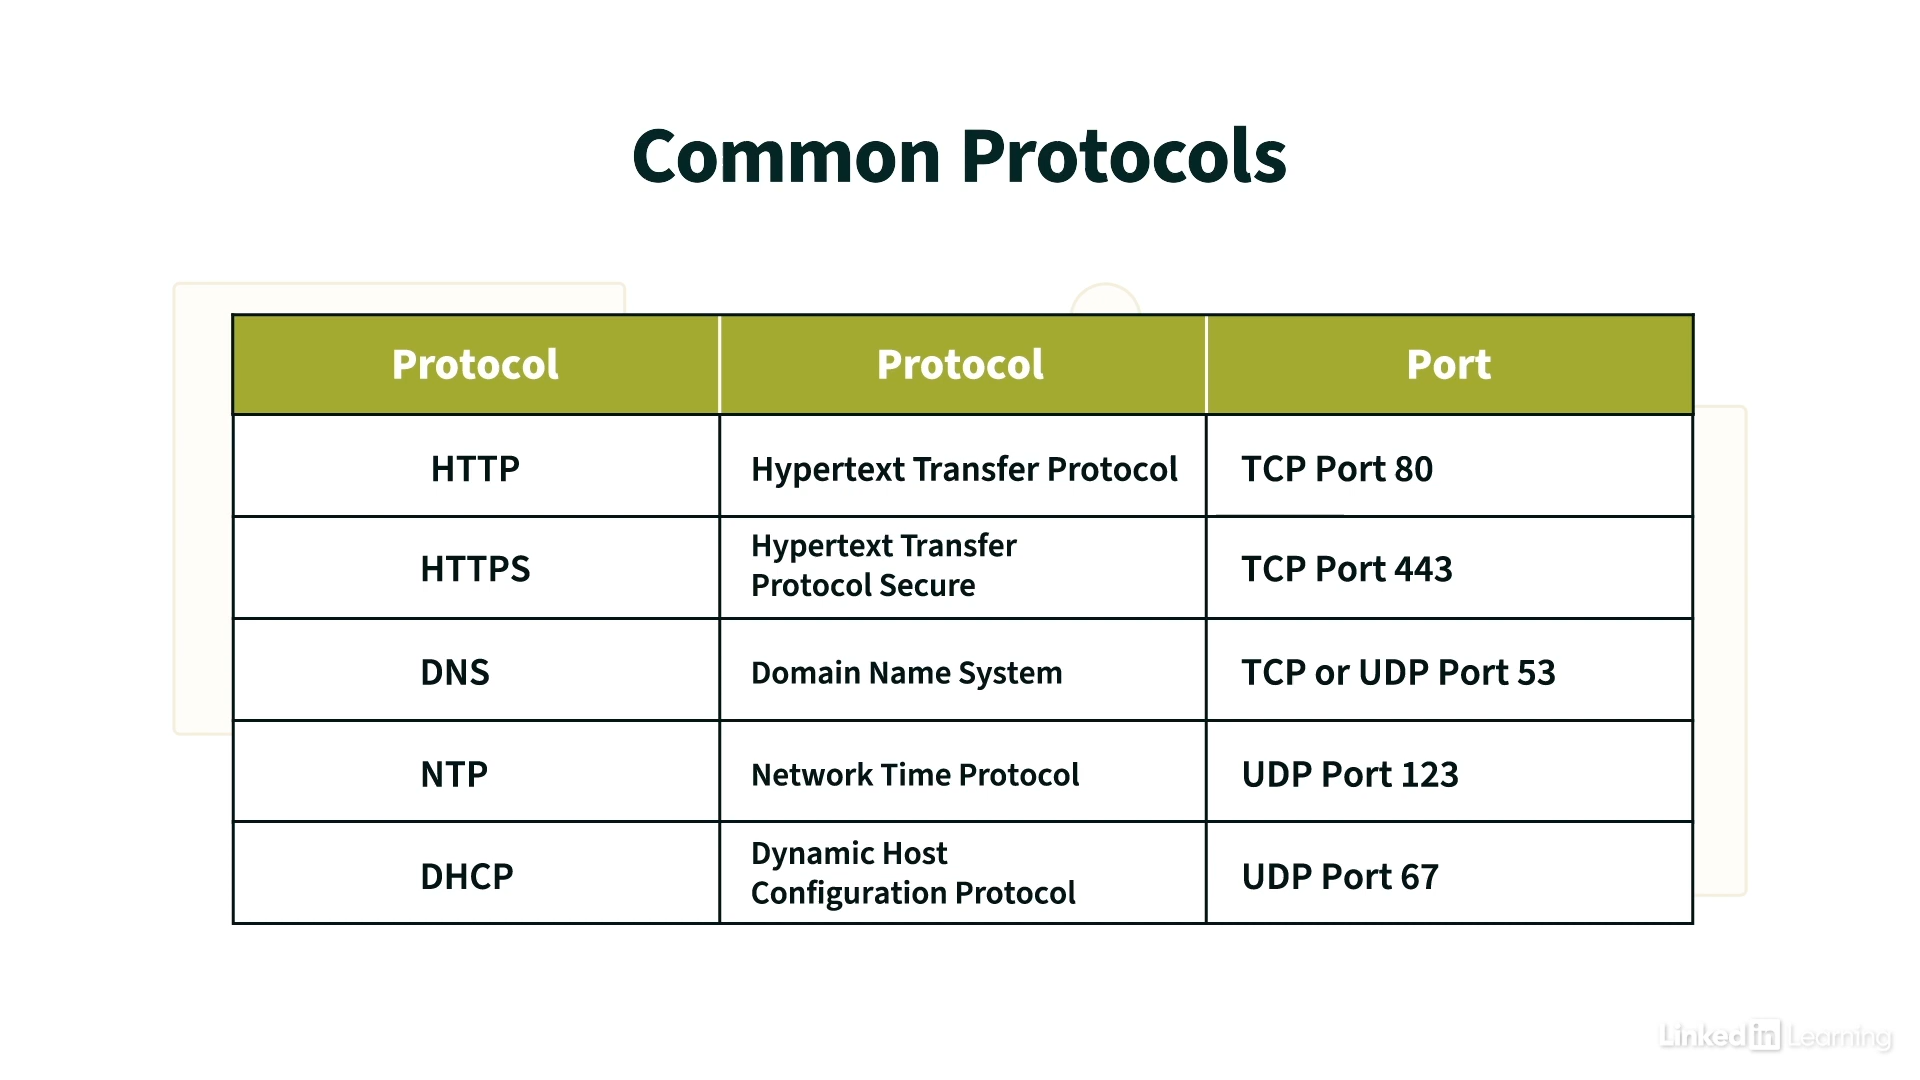 Common Protocols
Protocol Protocol Port
HTTP Hypertext Transfer Protocol TCP Port 80
HTTPS Hypertext Transfer
Protocol Secure TCP Port 443
DNS Domain Name System TCP or UDP Port 53
NTP Network Time Protocol UDP Port 123
DHCP Dynamic Host
Configuration Protocol UDP Port 67
Linked in Learning